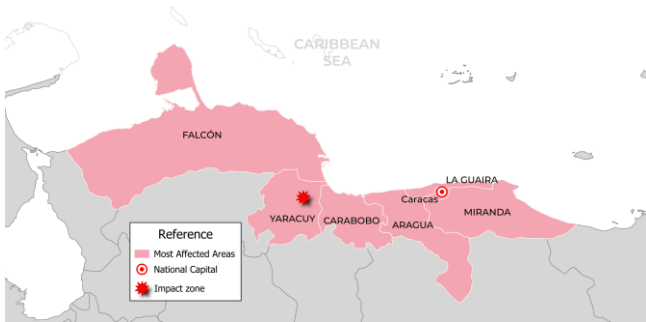 CARIBBEAN
SEA
FALCÓN
LA GUAIRA
Caracas
YARACUY
CARABOBO
ARAGUA
MIRANDA
Reference
Most Affected Areas
National Capital
Impact zone